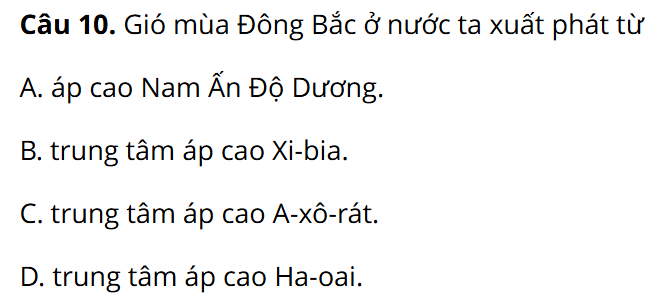 Câu 10. Gió mùa Đông Bắc ở nước ta xuất phát từ
A. áp cao Nam Ấn Độ Dương.
B. trung tâm áp cao Xi-bia.
C. trung tâm áp cao A-xô-rát.
D. trung tâm áp cao Ha-oai.